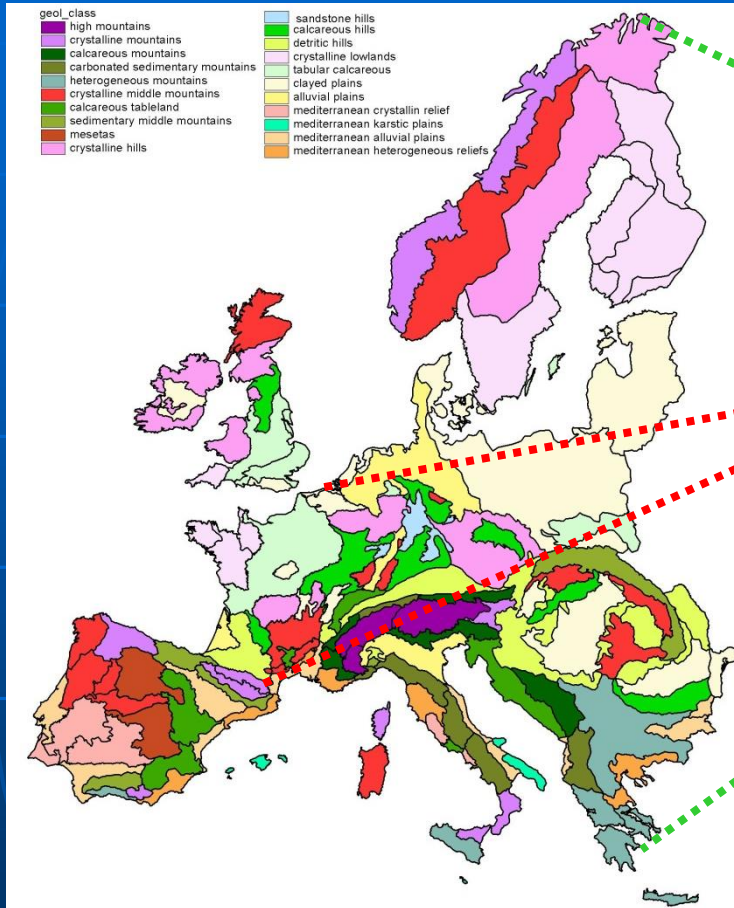 geol_class
high mountains
crystalline mountains
calcareous mountains
carbonated sedimentary mountains
heterogeneous mountains
crystalline middle mountains
calcareous tableland
sedimentary middle mountains
mesetas
crystalline hills
sandstone hills
calcareous hills
detritic hills
crystalline lowlands
tabular calcareous
clayed plains
alluvial plains
mediterranean crystallin relief
mediterranean karstic plains
mediterranean alluvial plains
mediterranean heterogeneous reliefs